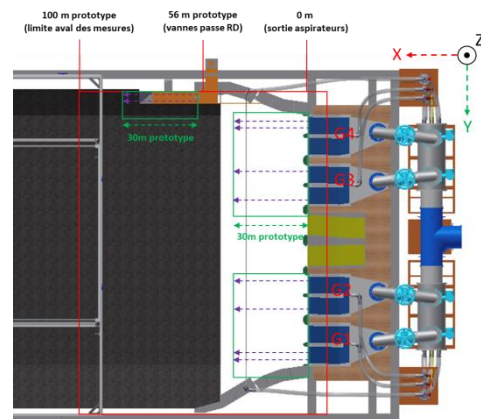 100 m prototype
(limite aval des mesures)
56 m prototype
(vannes passe RD)
0 m
(sortie aspirateurs)
X
Z
Y
30m prototype
G4
G3
30m prototype
G2
G1